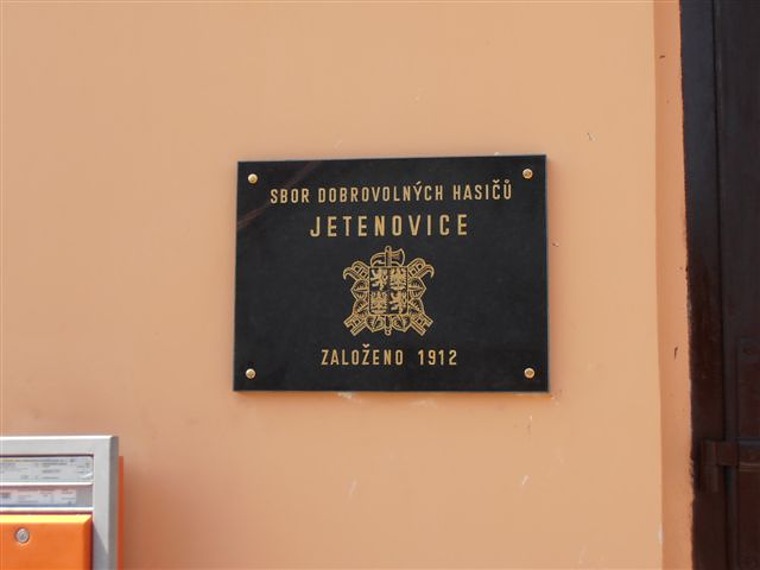 SBOR DOBROVOLNÝCH HASIČŮ
JETENOVICE
ZALOŽENO 1912